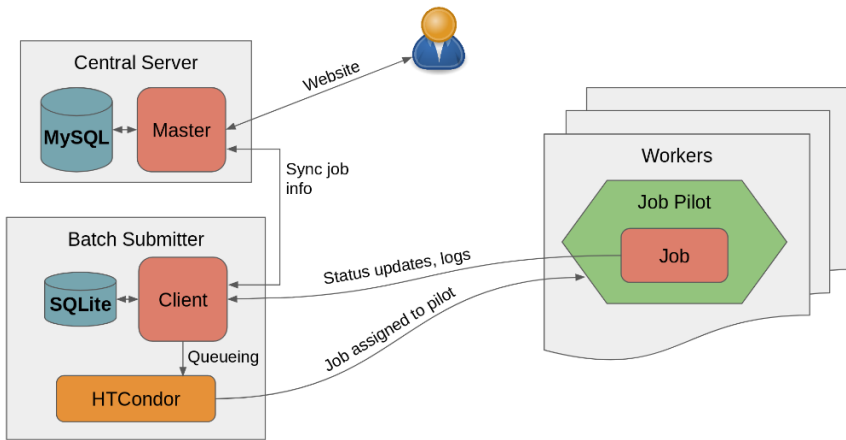 Central Server
MySQL
Master
Website
Sync job
info
Workers
Job Pilot
Job
Batch Submitter
SQLite
Client
Status updates, logs
Job assigned to pilot
Queueing
HTCondor